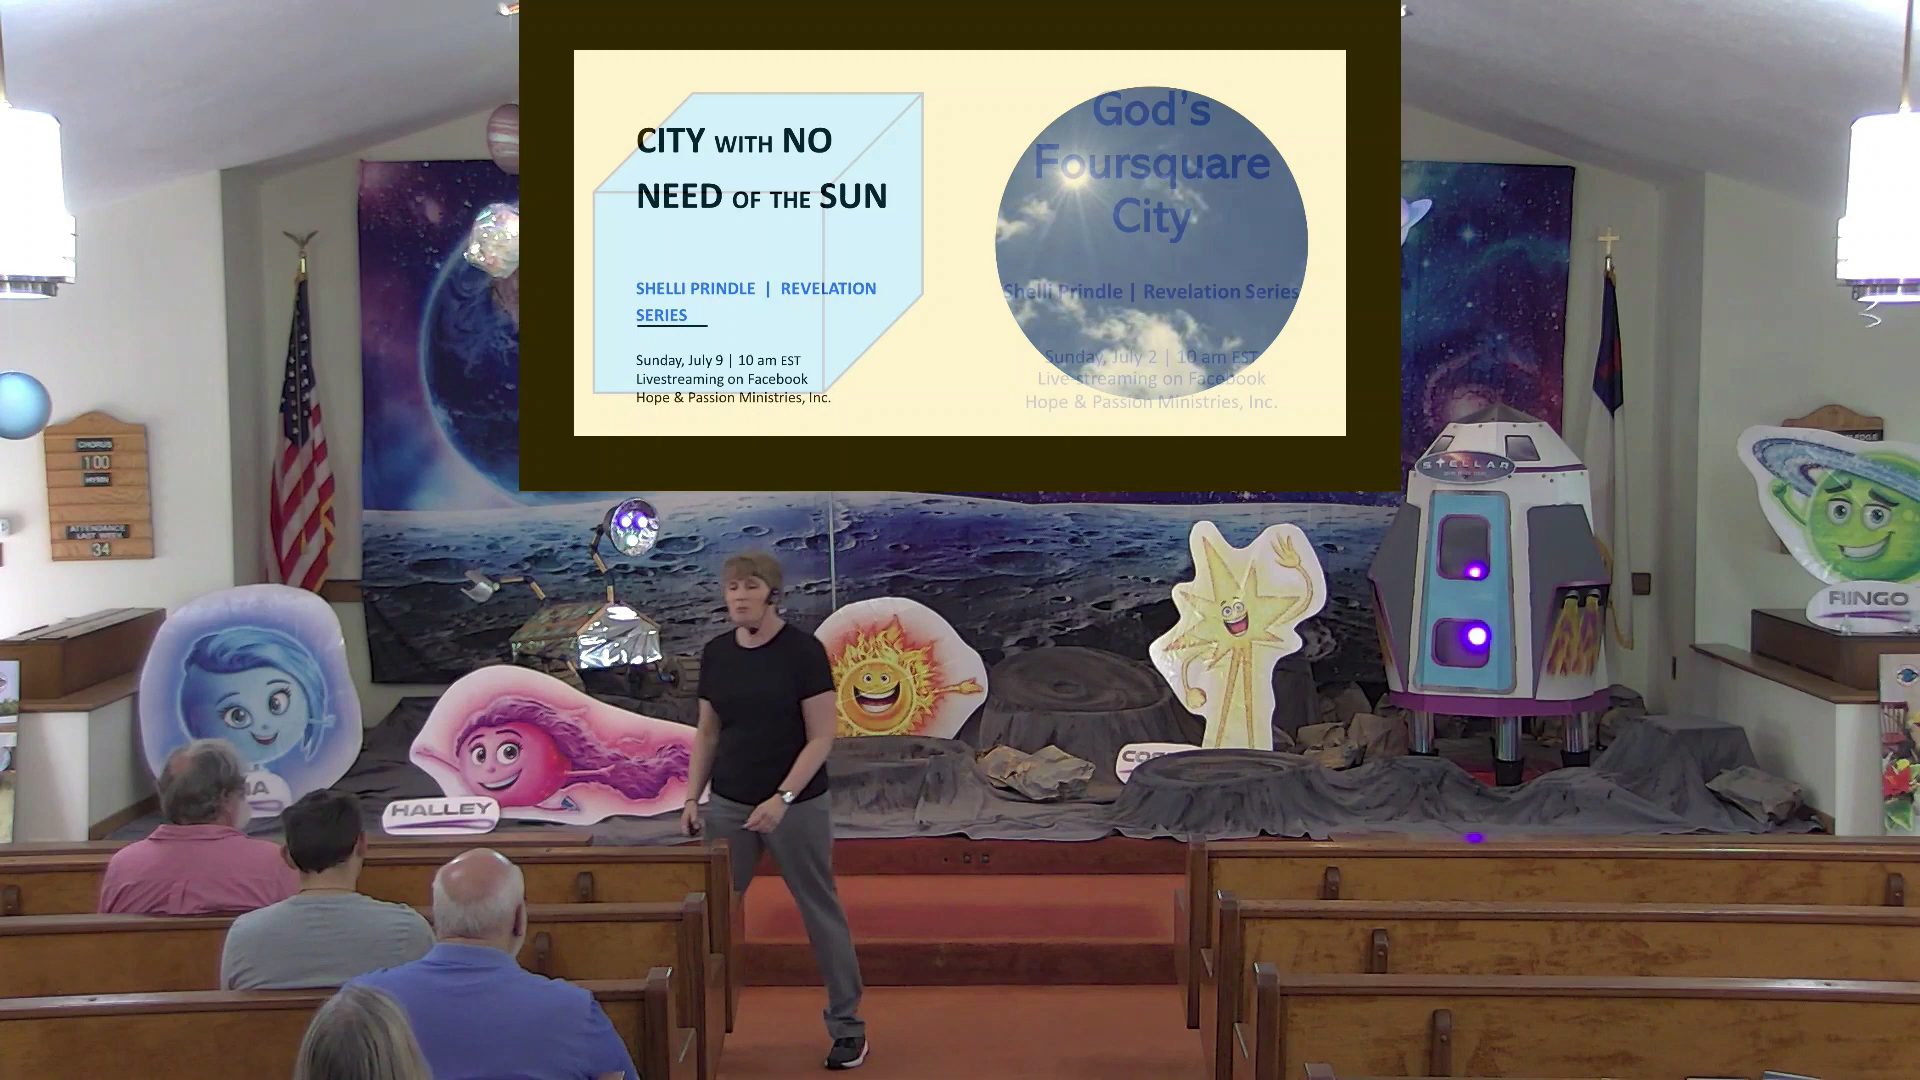 CITY WITH NO
NEED OF THE SUN
SHELLI PRINDLE | REVELATION
SERIES
Sunday, July 9 | 10 am EST
Livestreaming on Facebook
Hope & Passion Ministries, Inc.
God's
Foursquare
City
Shelli Prindle | Revelation Series
Sunday, July 2 | 10 am EST
Live-streaming on Facebook
Hope & Passion Ministries, Inc.
CHORUS
100
HYMN
ATTENDANCE
LAST WEEK
34
STELLAR
RINGO
HALLEY